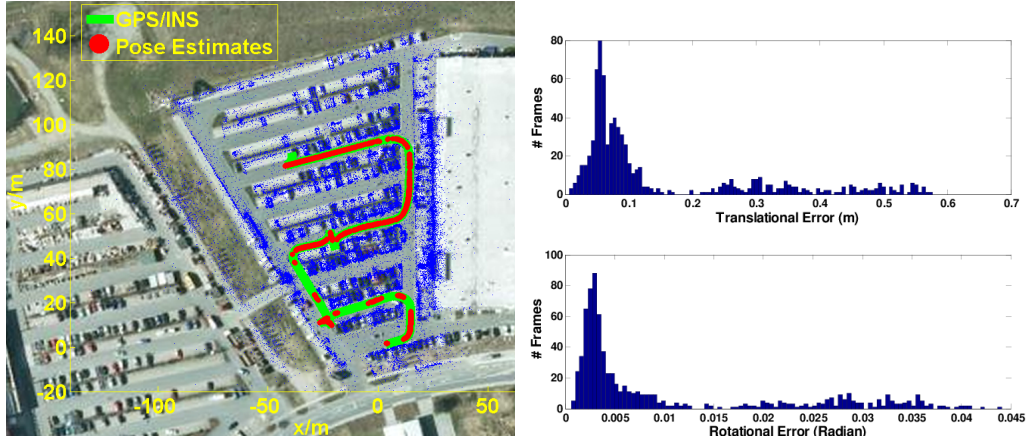 GPS/INS
Pose Estimates
140
120
100
80
60
40
20
0
-20
y/m
-100 -50 0 50
x/m
80
60
40
20
0
# Frames
0 0.1 0.2 0.3 0.4 0.5 0.6 0.7
Translational Error (m)
100
80
60
40
20
0
# Frames
0 0.005 0.01 0.015 0.02 0.025 0.03 0.035 0.04 0.045
Rotational Error (Radian)